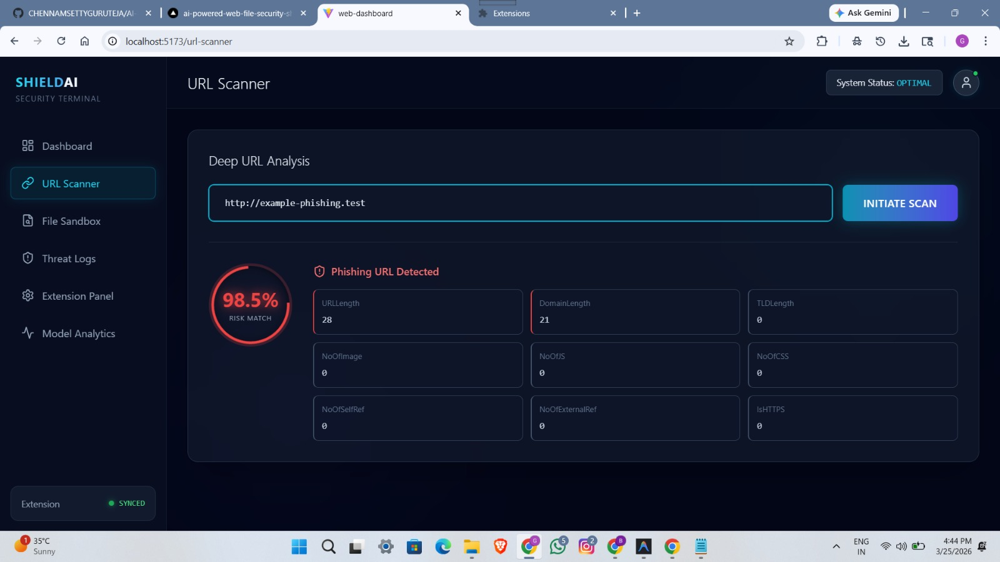 CHENNAMSETTYGURUTEJA/AI-
ai-powered-web-file-security-sl
web-dashboard
Extensions
Ask Gemini
localhost:5173/url-scanner
G
SHIELDAI
SECURITY TERMINAL
URL Scanner
System Status: OPTIMAL
Dashboard
URL Scanner
File Sandbox
Threat Logs
Extension Panel
Model Analytics
Extension
SYNCED
Deep URL Analysis
http://example-phishing.test
INITIATE SCAN
98.5%
RISK MATCH
Phishing URL Detected
URLLength
28
DomainLength
21
TLDLength
0
NoOfImage
0
NoOfJS
0
NoOfCSS
0
NoOfSelfRef
0
NoOfExternalRef
0
IsHTTPS
0
1
35°C
Sunny
G
5
2
B
ENG
IN
4:44 PM
3/25/2026